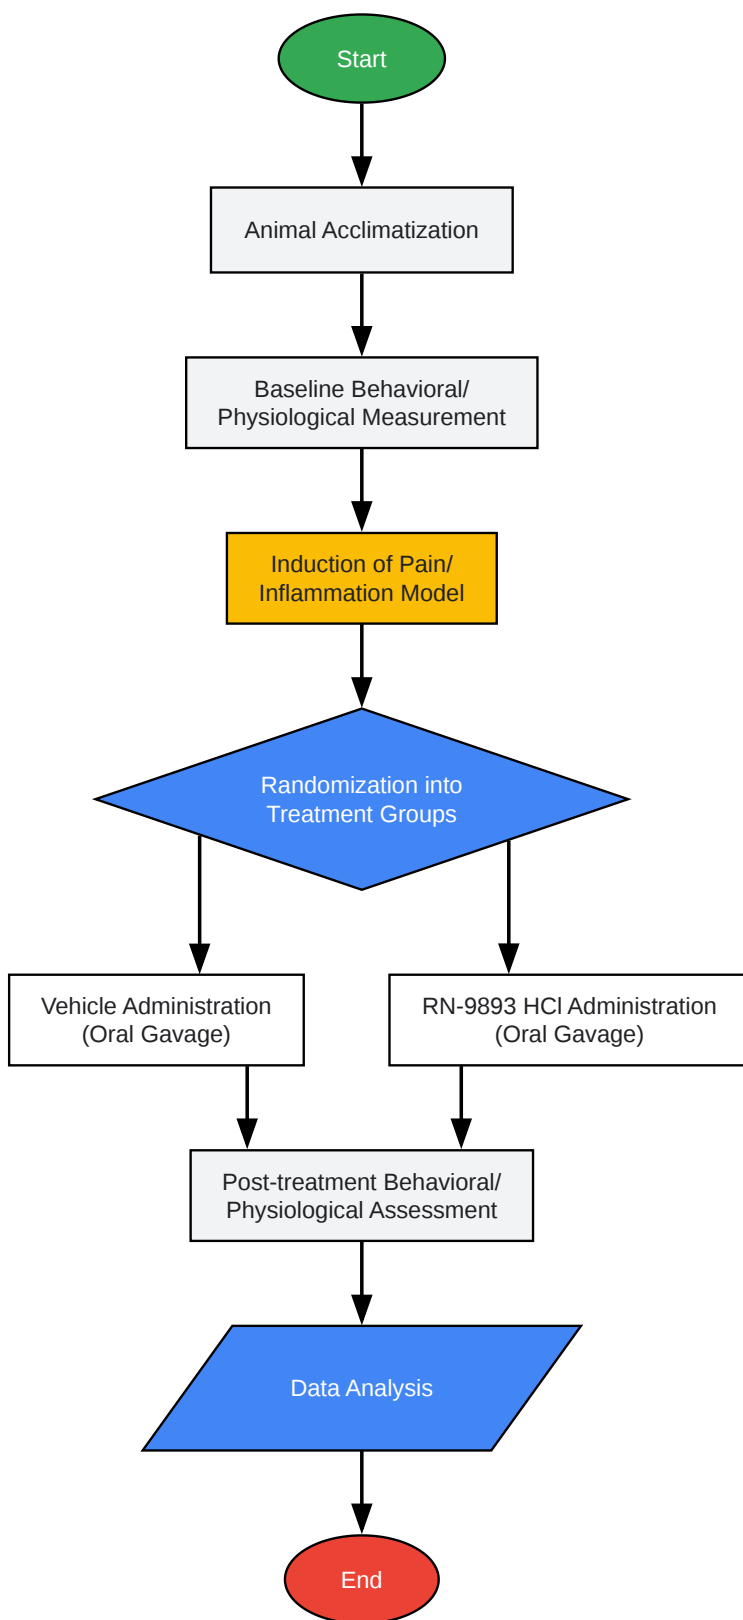 Start
Animal Acclimatization
Baseline Behavioral/
Physiological Measurement
Induction of Pain/
Inflammation Model
Randomization into
Treatment Groups
Vehicle Administration
(Oral Gavage)
RN-9893 HCl Administration
(Oral Gavage)
Post-treatment Behavioral/
Physiological Assessment
Data Analysis
End